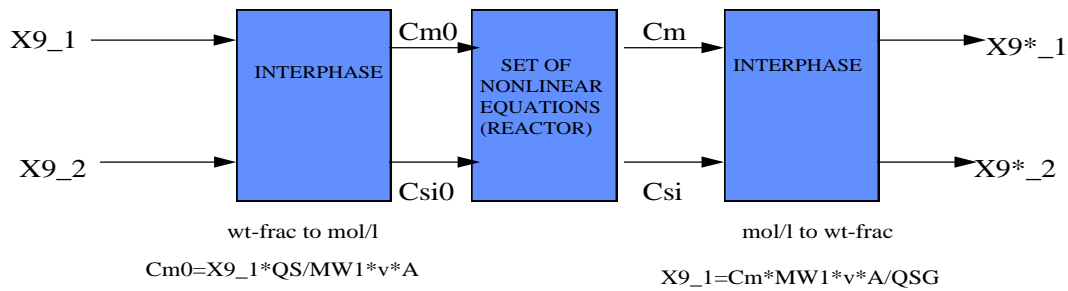 X9_1
X9_2
INTERPHASE
Cm0
Csi0
SET OF
NONLINEAR
EQUATIONS
(REACTOR)
Cm
Csi
INTERPHASE
X9*_1
X9*_2
wt-frac to mol/l
Cm0=X9_1*QS/MW1*v*A
mol/l to wt-frac
X9_1=Cm*MW1*v*A/QSG